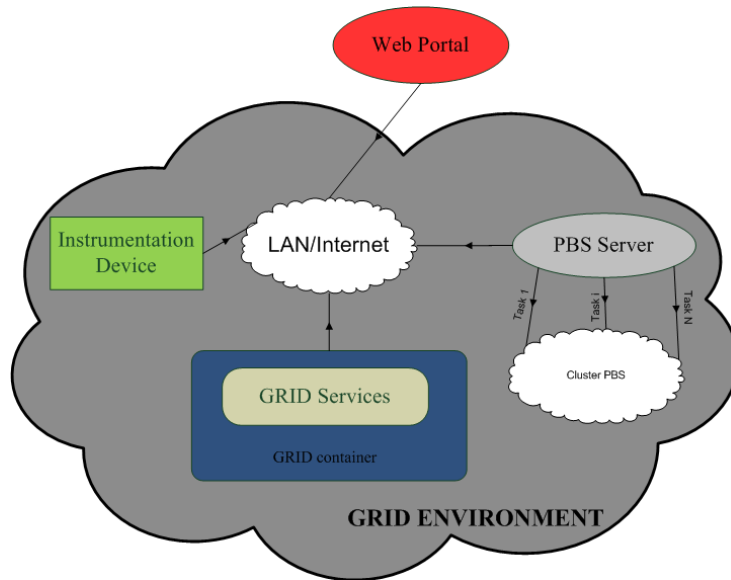 Web Portal
Instrumentation
Device
LAN/Internet
PBS Server
Task 1
Task i
Task N
Cluster PBS
GRID Services
GRID container
GRID ENVIRONMENT